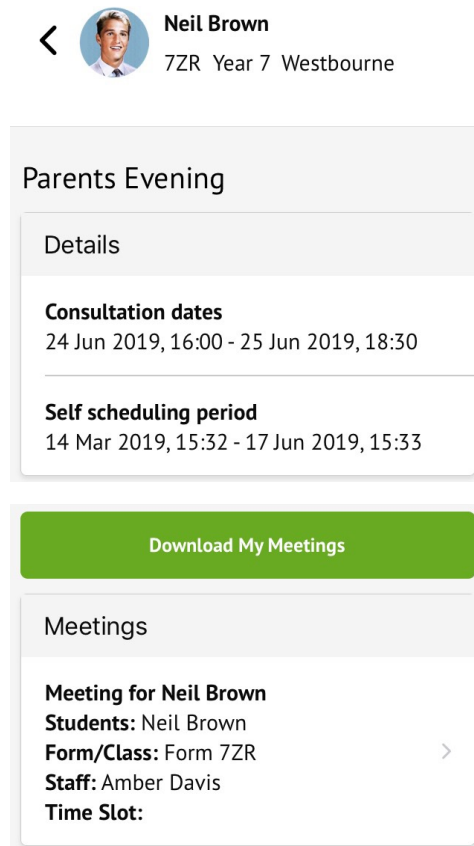 Neil Brown
7ZR Year 7 Westbourne
Parents Evening
Details
Consultation dates
24 Jun 2019, 16:00 - 25 Jun 2019, 18:30
Self scheduling period
14 Mar 2019, 15:32 - 17 Jun 2019, 15:33
Download My Meetings
Meetings
Meeting for Neil Brown
Students: Neil Brown
Form/Class: Form 7ZR
Staff: Amber Davis
Time Slot: